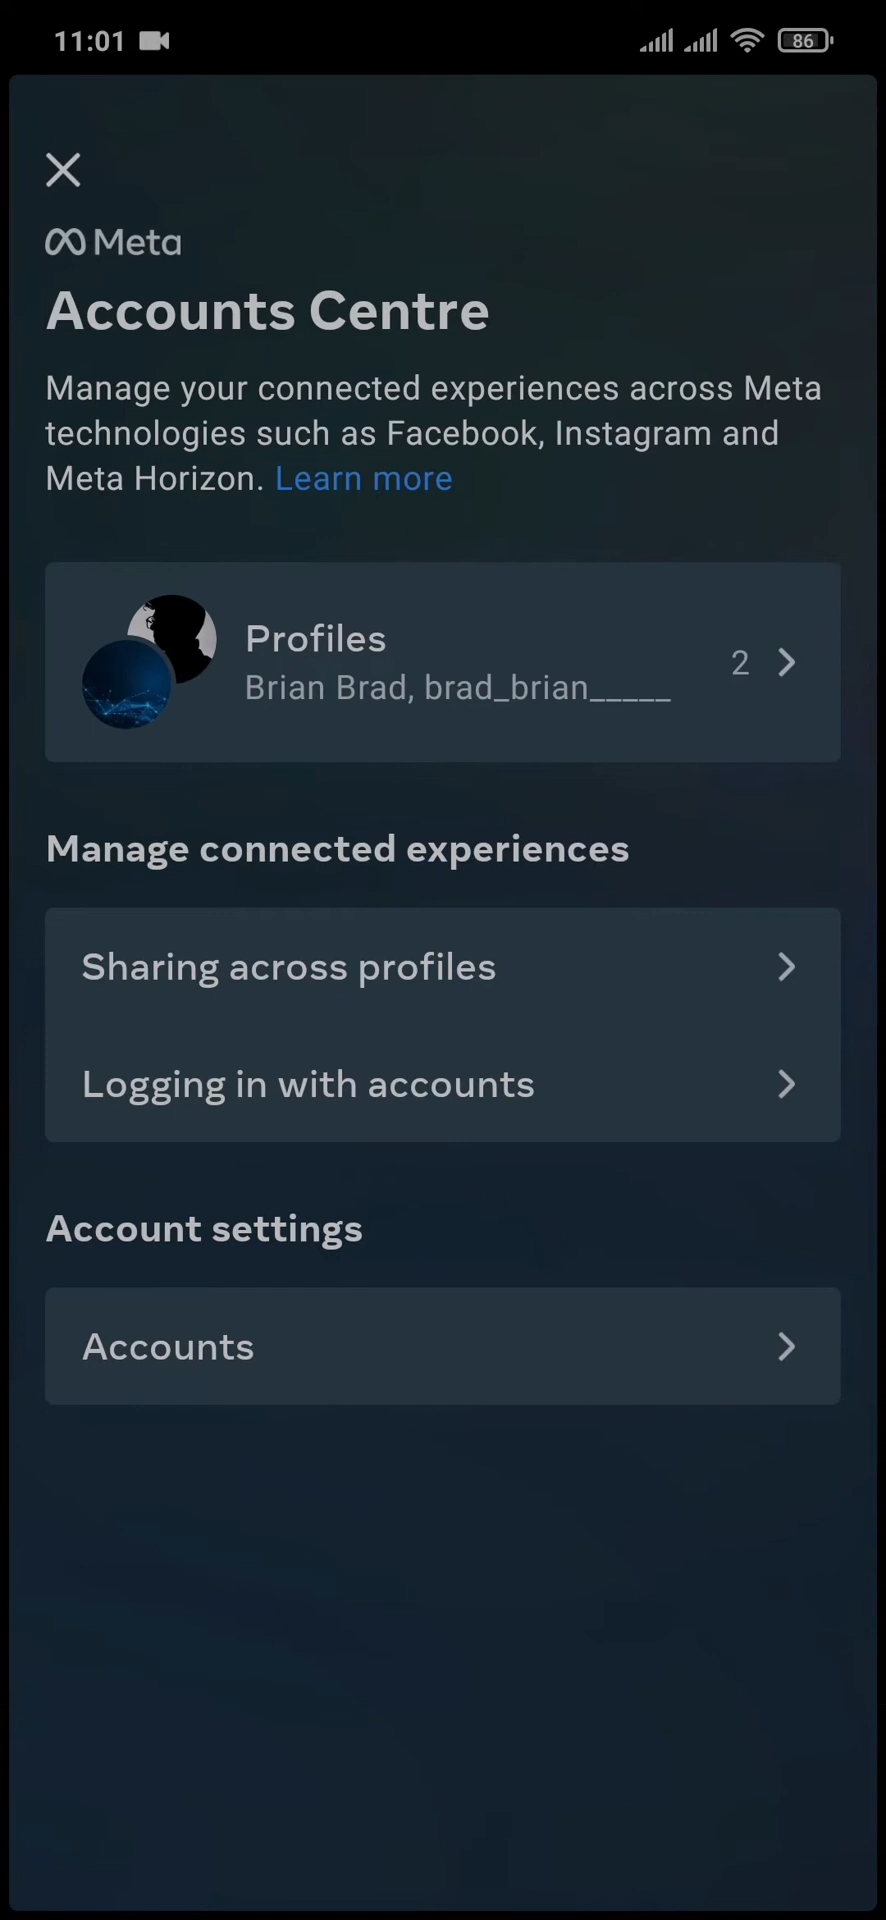 11:01
86
Meta
Accounts Centre
Manage your connected experiences across Meta
technologies such as Facebook, Instagram and
Meta Horizon. Learn more
Profiles
Brian Brad, brad_brian_____
2
Manage connected experiences
Sharing across profiles
Logging in with accounts
Account settings
Accounts